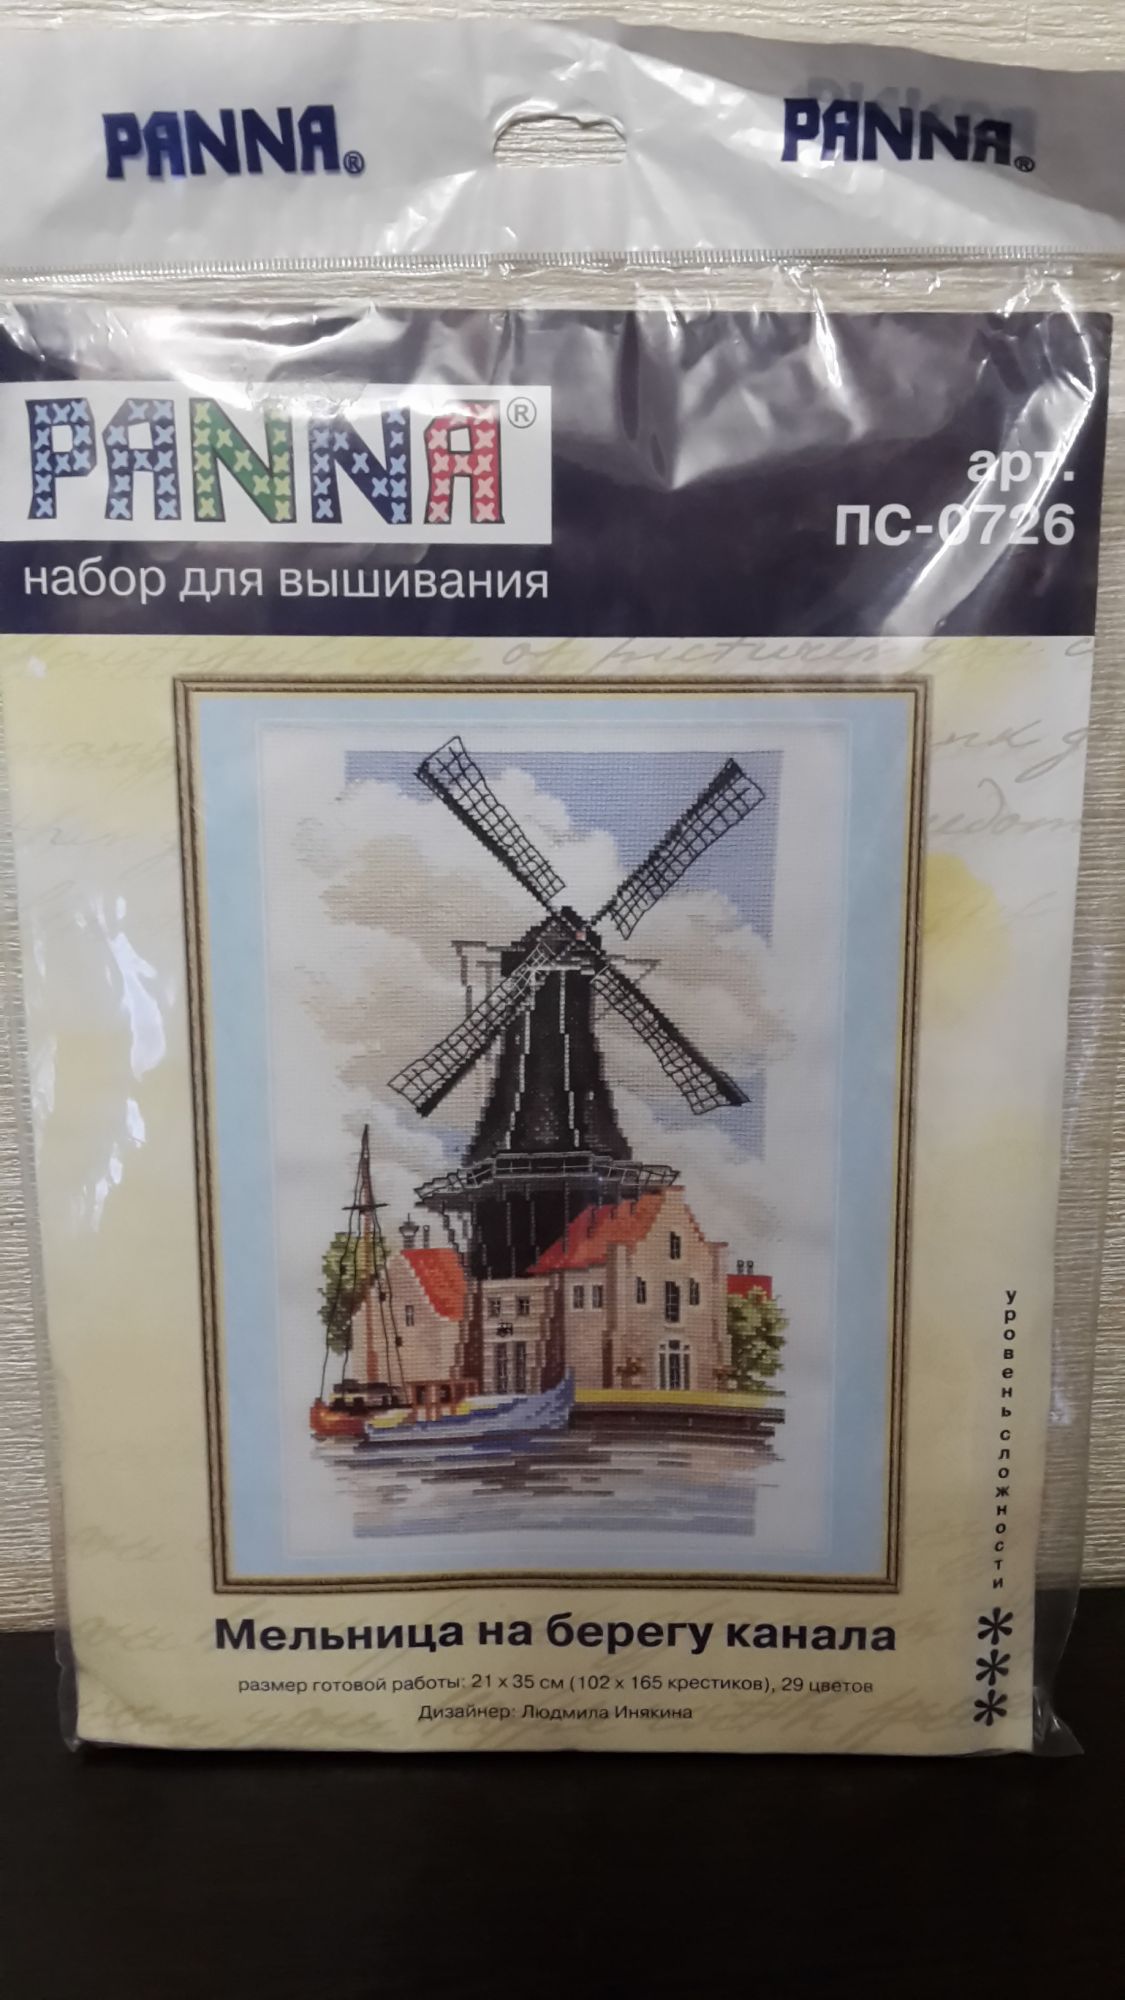 PANNA®
PANNA®
PANNA®
набор для вышивания
арт.
ПС-0726
Мельница на берегу канала
размер готовой работы: 21 х 35 см (102 х 165 крестиков), 29 цветов
Дизайнер: Людмила Инякина
уровень сложности